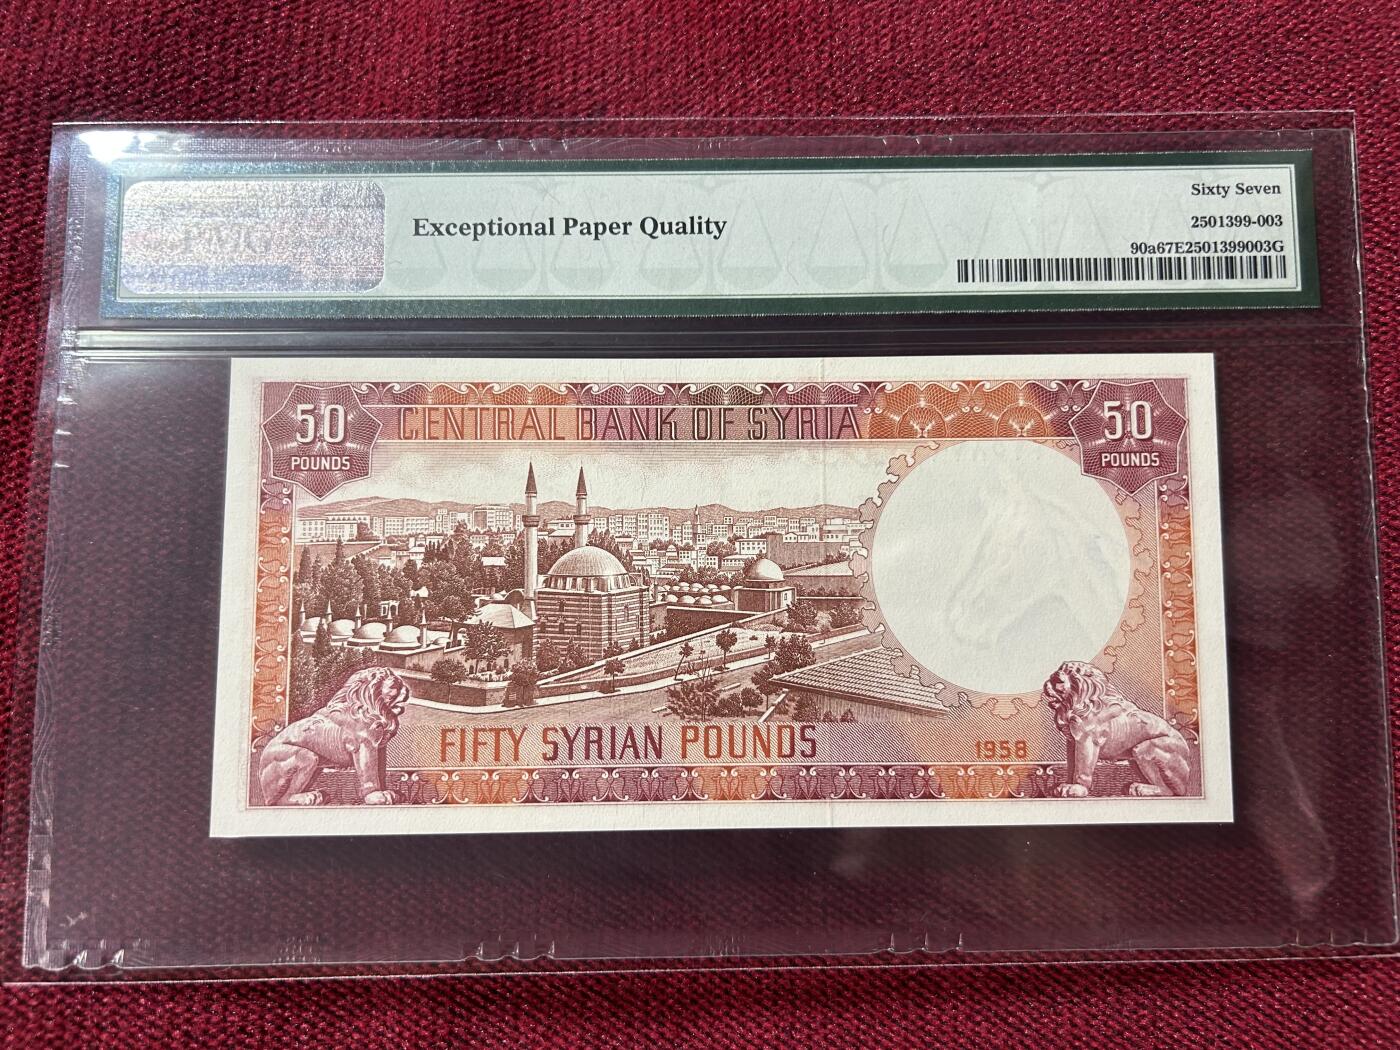 PMG
Exceptional Paper Quality
Sixty Seven
2501399-003
90a67E2501399003G
50
POUNDS
CENTRAL BANK OF SYRIA
50
POUNDS
FIFTY SYRIAN POUNDS
1958